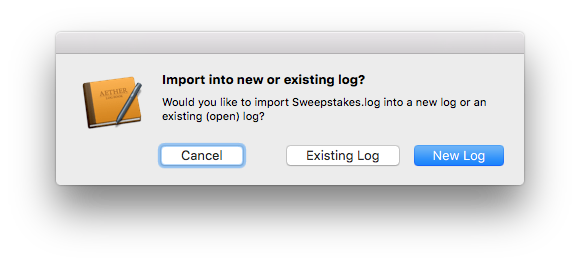 Import into new or existing log?
Would you like to import Sweepstakes.log into a new log or an
existing (open) log?
AETHER
Cancel Existing Log New Log